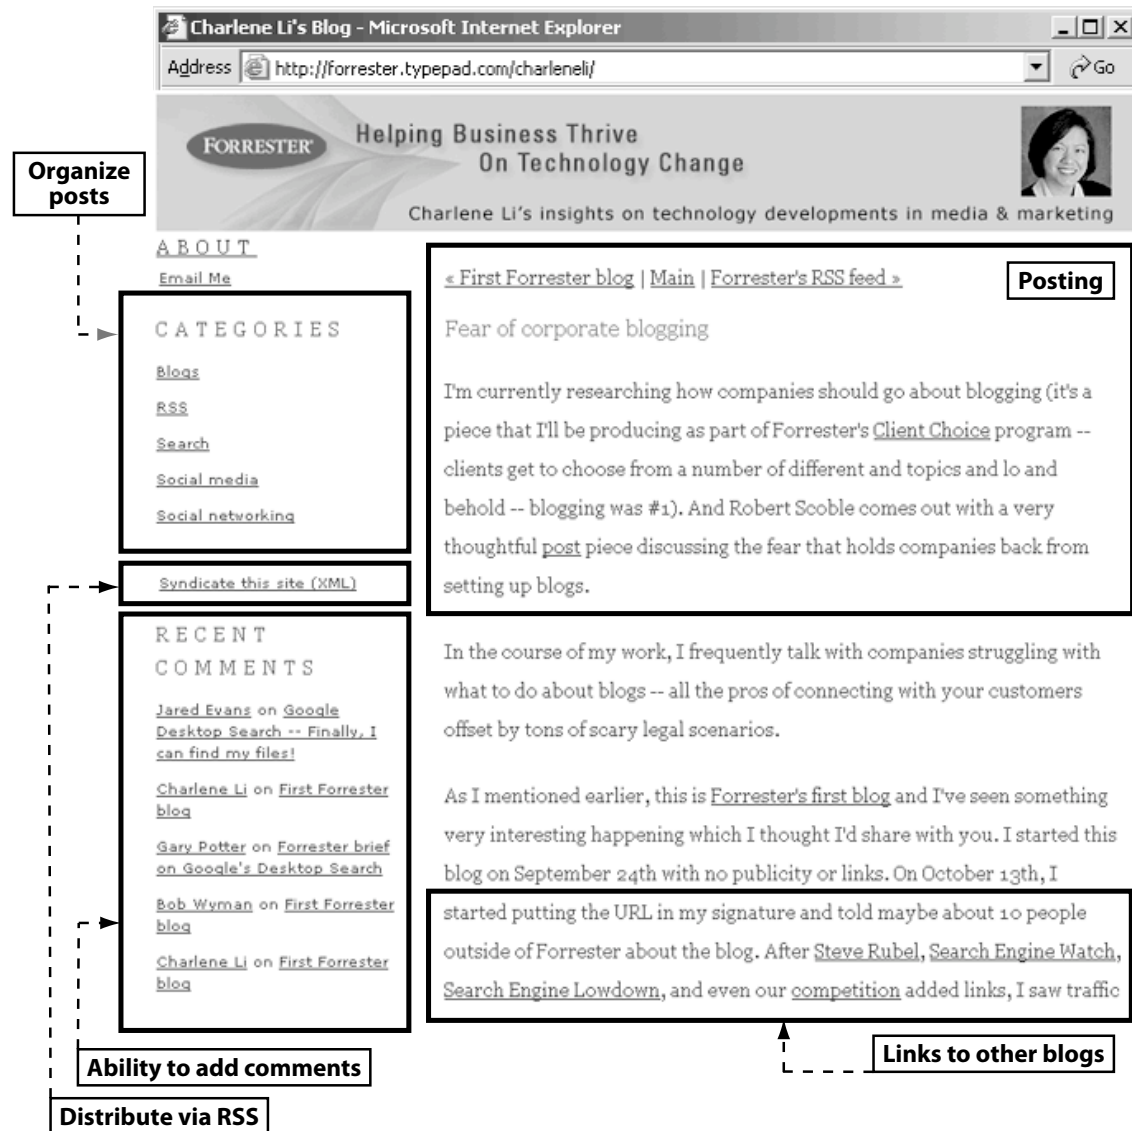 Charlene Li's Blog - Microsoft Internet Explorer
Address http://forrester.typepad.com/charleneli/ Go
FORRESTER®
Helping Business Thrive
On Technology Change
Charlene Li's insights on technology developments in media & marketing
Organize
posts
ABOUT
Email Me
CATEGORIES
Blogs
RSS
Search
Social media
Social networking
Syndicate this site (XML)
RECENT
COMMENTS
Jared Evans on Google
Desktop Search -- Finally, I
can find my files!
Charlene Li on First Forrester
blog
Gary Potter on Forrester brief
on Google's Desktop Search
Bob Wyman on First Forrester
blog
Charlene Li on First Forrester
blog
Ability to add comments
Distribute via RSS
« First Forrester blog | Main | Forrester's RSS feed »
Posting
Fear of corporate blogging
I'm currently researching how companies should go about blogging (it's a
piece that I'll be producing as part of Forrester's Client Choice program --
clients get to choose from a number of different and topics and lo and
behold -- blogging was #1). And Robert Scoble comes out with a very
thoughtful post piece discussing the fear that holds companies back from
setting up blogs.
In the course of my work, I frequently talk with companies struggling with
what to do about blogs -- all the pros of connecting with your customers
offset by tons of scary legal scenarios.
As I mentioned earlier, this is Forrester's first blog and I've seen something
very interesting happening which I thought I'd share with you. I started this
blog on September 24th with no publicity or links. On October 13th, I
started putting the URL in my signature and told maybe about 10 people
outside of Forrester about the blog. After Steve Rubel, Search Engine Watch,
Search Engine Lowdown, and even our competition added links, I saw traffic
Links to other blogs